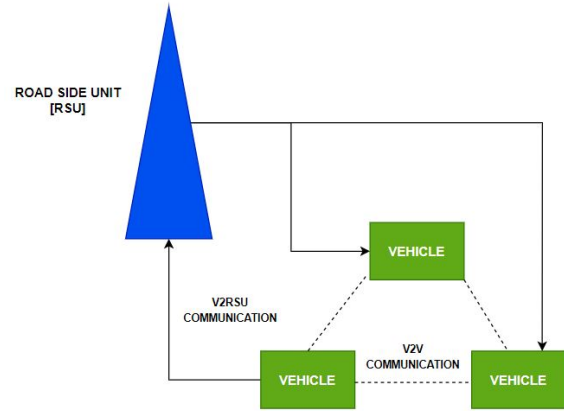 ROAD SIDE UNIT
[RSU]
VEHICLE
V2RSU
COMMUNICATION
V2V
COMMUNICATION
VEHICLE
VEHICLE